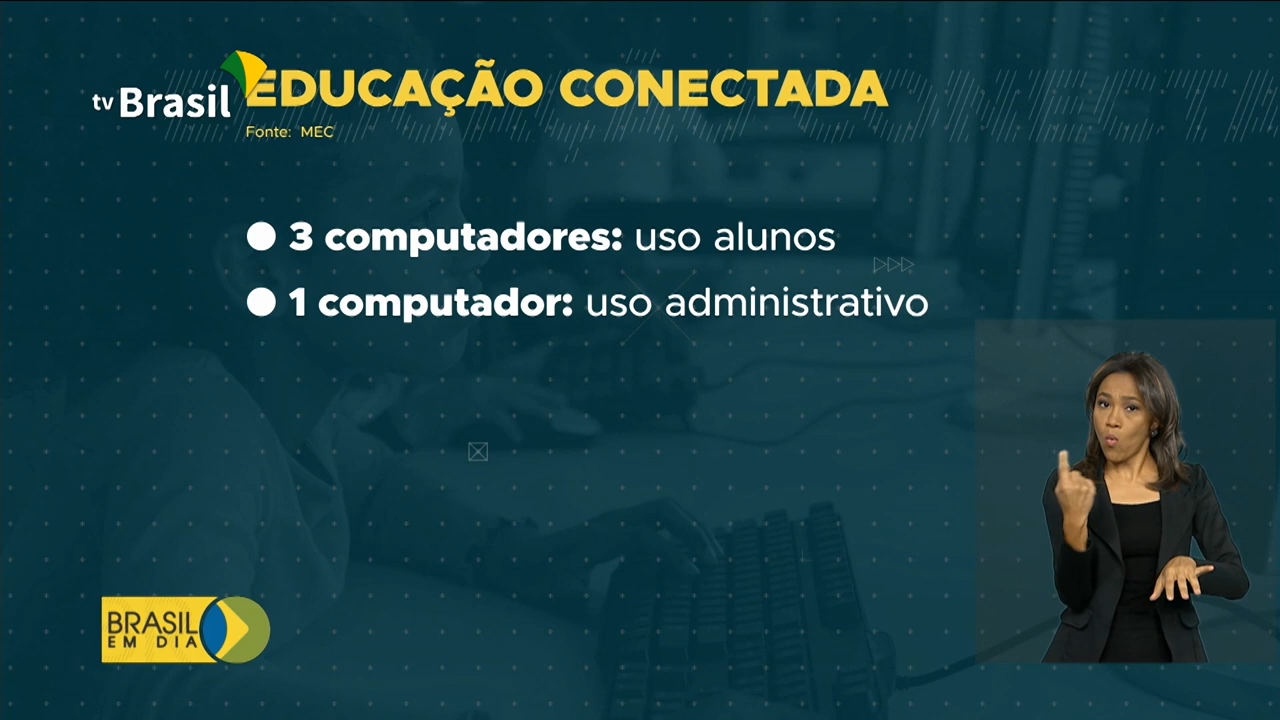 tv Brasil
EDUCAÇÃO CONECTADA
Fonte: MEC
3 computadores: uso alunos
1 computador: uso administrativo
BRASIL
EM DIA